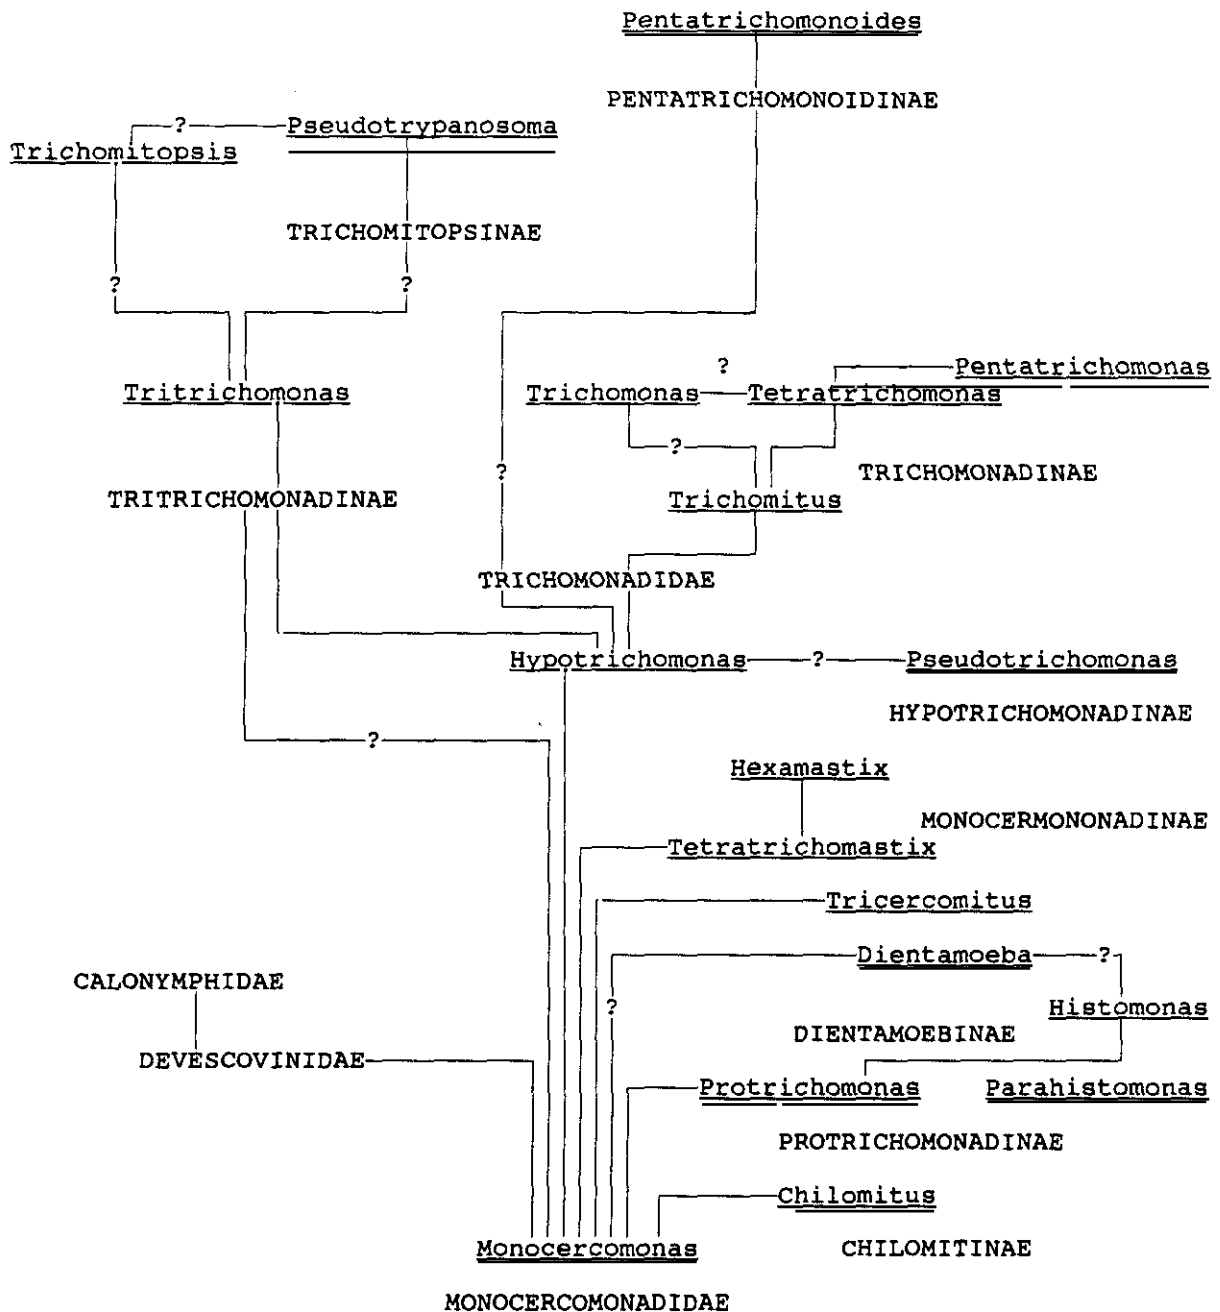 Pentatrichomonoides
PENTATRICHOMONOIDINAE
? Pseudotrypanosoma
Trichomitopsis
TRICHOMITOPSINAE
? ?
?
Pentatrichomonas
Tritrichomonas Trichomonas Tetratrichomonas
?
TRICHOMONADINAE
?
TRITRICHOMONADINAE Trichomitus
TRICHOMONADIDAE
Hypotrichomonas ? Pseudotrichomonas
HYPOTRICHOMONADINAE
?
Hexamastix
MONOCERMONONADINAE
Tetratrichomastix
Tricercomitus
Dientamoeba ?
CALONYMPHIDAE
?
Histomonas
DIENTAMOEBINAE
DEVESCOVINIDAE
Protrichomonas Parahistomonas
PROTRICHOMONADINAE
Chilomitus
Monocercomonas CHILOMITINAE
MONOCERCOMONADIDAE